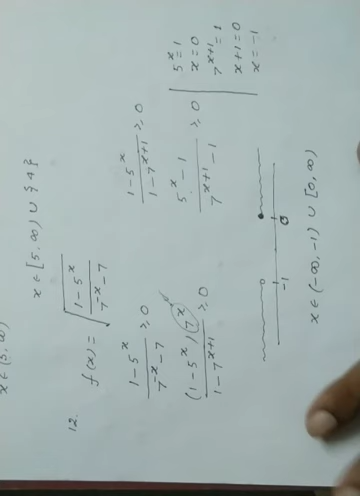 x ∈ [5, ∞) ∪ {4}
12.
f(x) = √((1 - 5^x)/(7^-x - 7))
(1 - 5^x)/(7^-x - 7) ≥ 0
(1 - 5^x) 7^x/(1 - 7^x+1) ≥ 0
(1 - 5^x)/(1 - 7^x+1) ≥ 0
(5^x - 1)/(7^x+1 - 1) ≥ 0
5^x = 1
x = 0
7^x+1 = 1
x + 1 = 0
x = -1
-1 0
x ∈ (-∞, -1) ∪ [0, ∞)